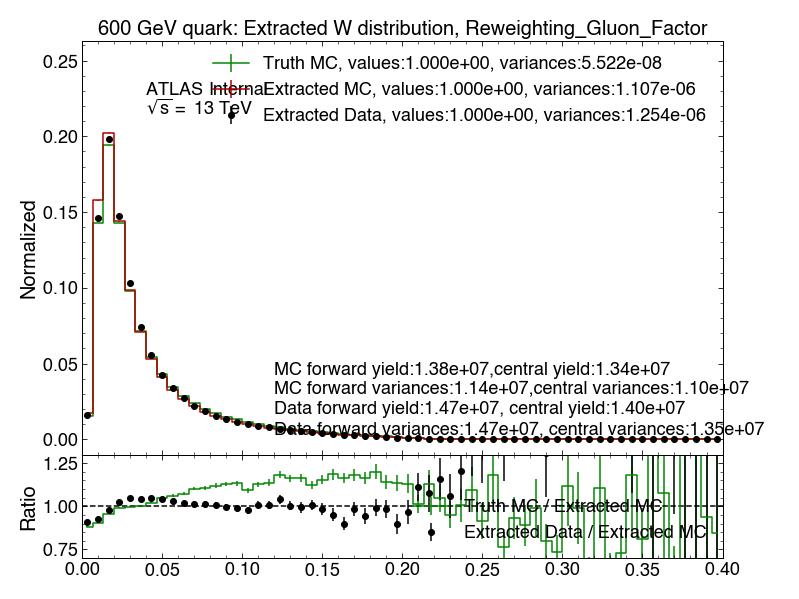 600 GeV quark: Extracted W distribution, Reweighting_Gluon_Factor
0.25
Truth MC, values:1.000e+00, variances:5.522e-08
ATLAS Internal
Extracted MC, values:1.000e+00, variances:1.107e-06
√s = 13 TeV
Extracted Data, values:1.000e+00, variances:1.254e-06
0.20
0.15
Normalized
0.10
0.05
MC forward yield:1.38e+07,central yield:1.34e+07
MC forward variances:1.14e+07,central variances:1.10e+07
Data forward yield:1.47e+07, central yield:1.40e+07
Data forward variances:1.47e+07, central variances:1.35e+07
0.00
1.25
Ratio
1.00
Truth MC / Extracted MC
Extracted Data / Extracted MC
0.75
0.00 0.05 0.10 0.15 0.20 0.25 0.30 0.35 0.40